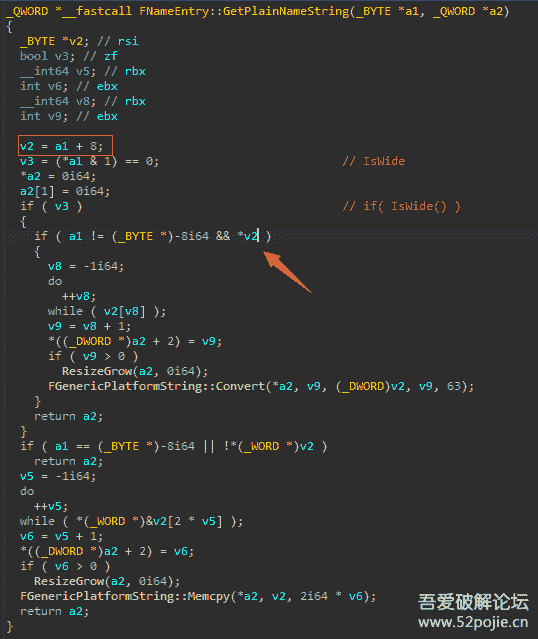 _QWORD *__fastcall FNameEntry::GetPlainNameString(_BYTE *a1, _QWORD *a2)
{
  _BYTE *v2; // rsi
  bool v3; // zf
  __int64 v5; // rbx
  int v6; // ebx
  __int64 v8; // rbx
  int v9; // ebx

  v2 = a1 + 8;
  v3 = (*a1 & 1) == 0;                          // IsWide
  *a2 = 0i64;
  a2[1] = 0i64;
  if ( v3 )                                     // if( IsWide() )
  {
    if ( a1 != (_BYTE *)-8i64 && *v2 )
    {
      v8 = -1i64;
      do
        ++v8;
      while ( v2[v8] );
      v9 = v8 + 1;
      *((_DWORD *)a2 + 2) = v9;
      if ( v9 > 0 )
        ResizeGrow(a2, 0i64);
      FGenericPlatformString::Convert(*a2, v9, (_DWORD)v2, v9, 63);
    }
    return a2;
  }
  if ( a1 == (_BYTE *)-8i64 || !*(_WORD *)v2 )
    return a2;
  v5 = -1i64;
  do
    ++v5;
  while ( *(_WORD *)&v2[2 * v5] );
  v6 = v5 + 1;
  *((_DWORD *)a2 + 2) = v6;
  if ( v6 > 0 )
    ResizeGrow(a2, 0i64);
  FGenericPlatformString::Memcpy(*a2, v2, 2i64 * v6);
  return a2;
}
吾爱破解论坛
www.52pojie.cn